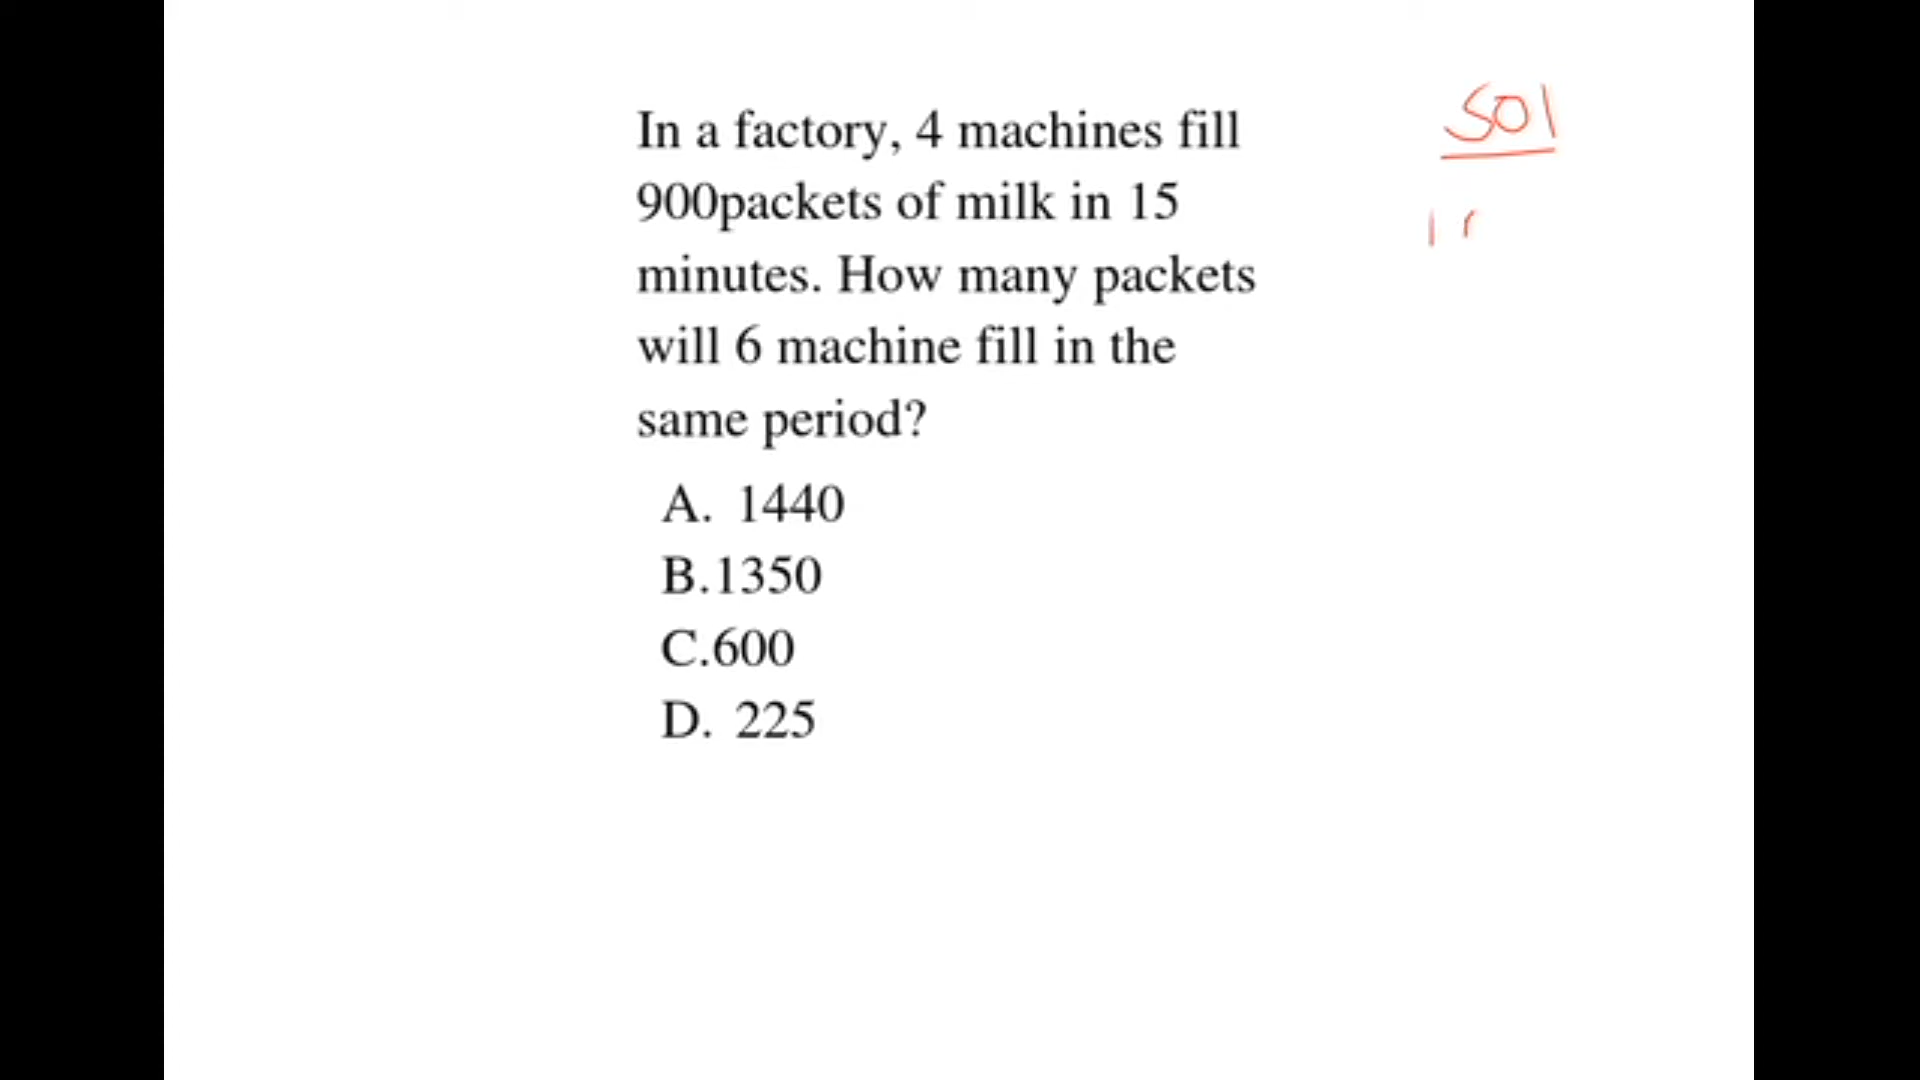 In a factory, 4 machines fill
900packets of milk in 15
minutes. How many packets
will 6 machine fill in the
same period?
A. 1440
B.1350
C.600
D. 225
Sol